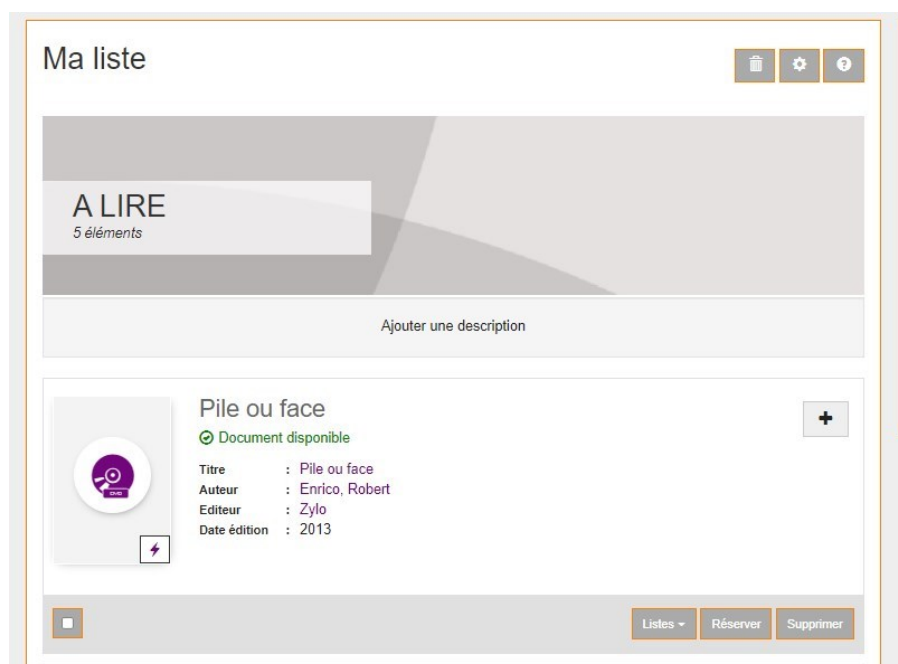 Ma liste
A LIRE
5 éléments
Ajouter une description
Pile ou face
Document disponible
Titre : Pile ou face
Auteur : Enrico, Robert
Editeur : Zylo
Date édition : 2013
DVD
Listes Réserver Supprimer